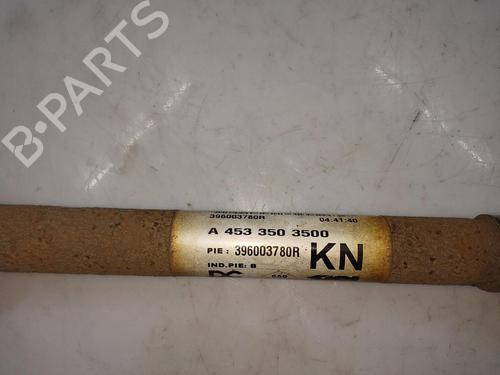 B-PARTS
396003780R 04:41:40
A 453 350 3500
PIE : 396003780R KN
IND.PIE: B